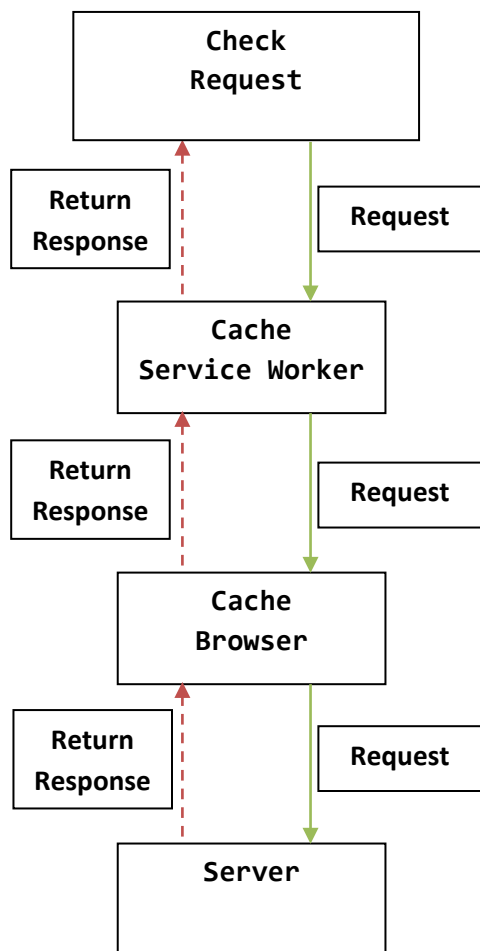 Check
Request
Return
Response
Request
Cache
Service Worker
Return
Response
Request
Cache
Browser
Return
Response
Request
Server